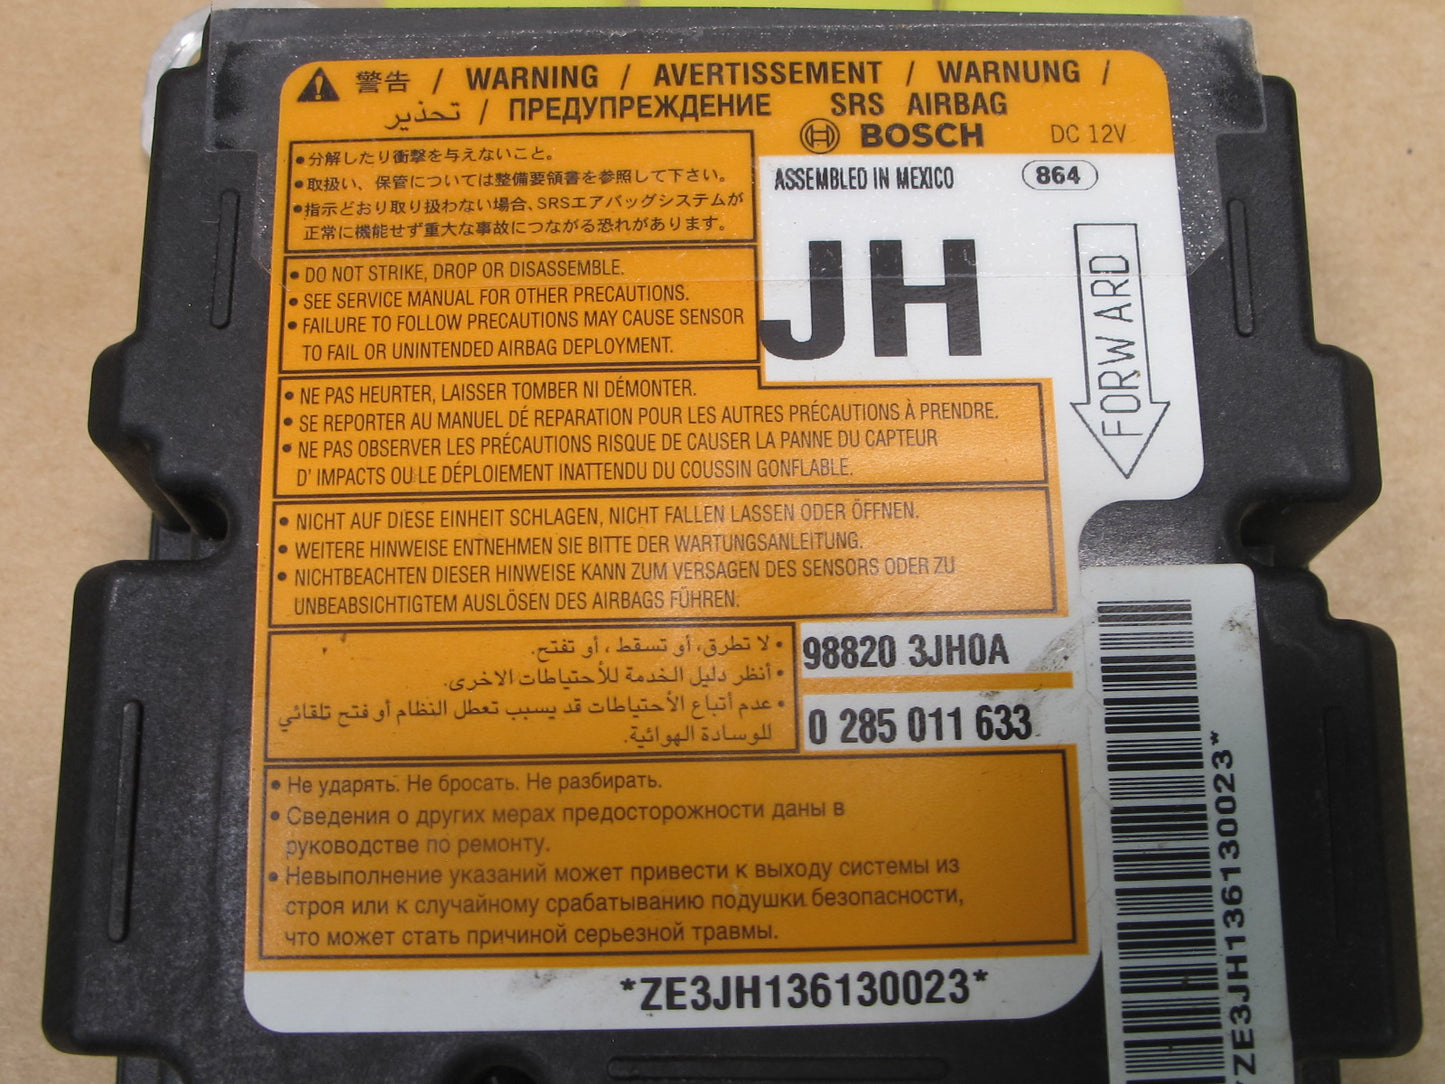 警告 / WARNING / AVERTISSEMENT / WARNUNG /
تحذير / ПРЕДУПРЕЖДЕНИЕ SRS AIRBAG
BOSCH DC 12V
•分解したり衝撃を与えないこと。
•取扱い、保管については整備要領書を参照して下さい。
•指示どおり取り扱わない場合、SRSエアバッグシステムが
正常に機能せず重大な事故につながる恐れがあります。
ASSEMBLED IN MEXICO 864
JH
FORWARD
• DO NOT STRIKE, DROP OR DISASSEMBLE.
• SEE SERVICE MANUAL FOR OTHER PRECAUTIONS.
• FAILURE TO FOLLOW PRECAUTIONS MAY CAUSE SENSOR
TO FAIL OR UNINTENDED AIRBAG DEPLOYMENT.
• NE PAS HEURTER, LAISSER TOMBER NI DÉMONTER.
• SE REPORTER AU MANUEL DÉ REPARATION POUR LES AUTRES PRÉCAUTIONS À PRENDRE.
• NE PAS OBSERVER LES PRÉCAUTIONS RISQUE DE CAUSER LA PANNE DU CAPTEUR
D' IMPACTS OU LE DÉPLOIEMENT INATTENDU DU COUSSIN GONFLABLE.
• NICHT AUF DIESE EINHEIT SCHLAGEN, NICHT FALLEN LASSEN ODER ÖFFNEN.
• WEITERE HINWEISE ENTNEHMEN SIE BITTE DER WARTUNGSANLEITUNG.
• NICHTBEACHTEN DIESER HINWEISE KANN ZUM VERSAGEN DES SENSORS ODER ZU
UNBEABSICHTIGTEM AUSLÖSEN DES AIRBAGS FÜHREN.
• لا تطرق، أو تسقط ، أو تفتح.
• أنظر دليل الخدمة للأحتياطات الاخرى.
• عدم أتباع الأحتياطات قد يسبب تعطل النظام أو فتح تلقائي
للوسادة الهوائية.
98820 3JH0A
0 285 011 633
• Не ударять. Не бросать. Не разбирать.
• Сведения о других мерах предосторожности даны в
руководстве по ремонту.
• Невыполнение указаний может привести к выходу системы из
строя или к случайному срабатыванию подушки безопасности,
что может стать причиной серьезной травмы.
*ZE3JH136130023*
ZE3JH136130023*